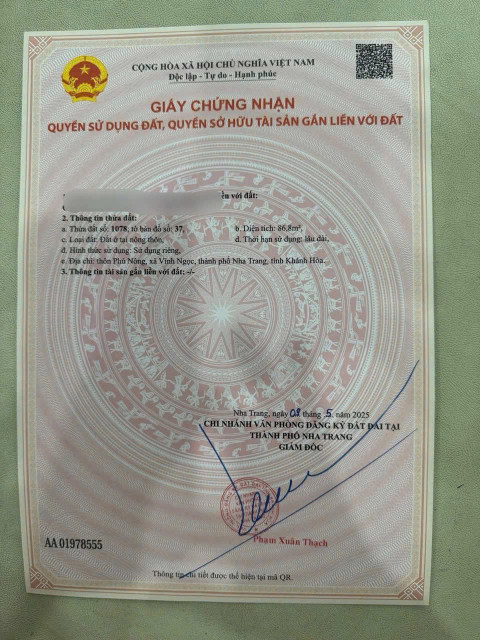 CỘNG HÒA XÃ HỘI CHỦ NGHĨA VIỆT NAM
Độc lập - Tự do - Hạnh phúc
GIẤY CHỨNG NHẬN
QUYỀN SỬ DỤNG ĐẤT, QUYỀN SỞ HỮU TÀI SẢN GẮN LIỀN VỚI ĐẤT
với đất:
2. Thông tin thửa đất:
a. Thửa đất số: 1078, tờ bản đồ số: 37, b. Diện tích: 86,8m²,
c. Loại đất: Đất ở tại nông thôn, d. Thời hạn sử dụng: lâu dài,
đ. Hình thức sử dụng: Sử dụng riêng,
e. Địa chỉ: thôn Phú Nông, xã Vĩnh Ngọc, thành phố Nha Trang, tỉnh Khánh Hòa.
3. Thông tin tài sản gắn liền với đất: -/-
Nha Trang, ngày 08 tháng 5. năm 2025
CHI NHÁNH VĂN PHÒNG ĐĂNG KÝ ĐẤT ĐAI TẠI
THÀNH PHỐ NHA TRANG
GIÁM ĐỐC
Phạm Xuân Thạch
AA 01978555
Thông tin chi tiết được thể hiện tại mã QR.